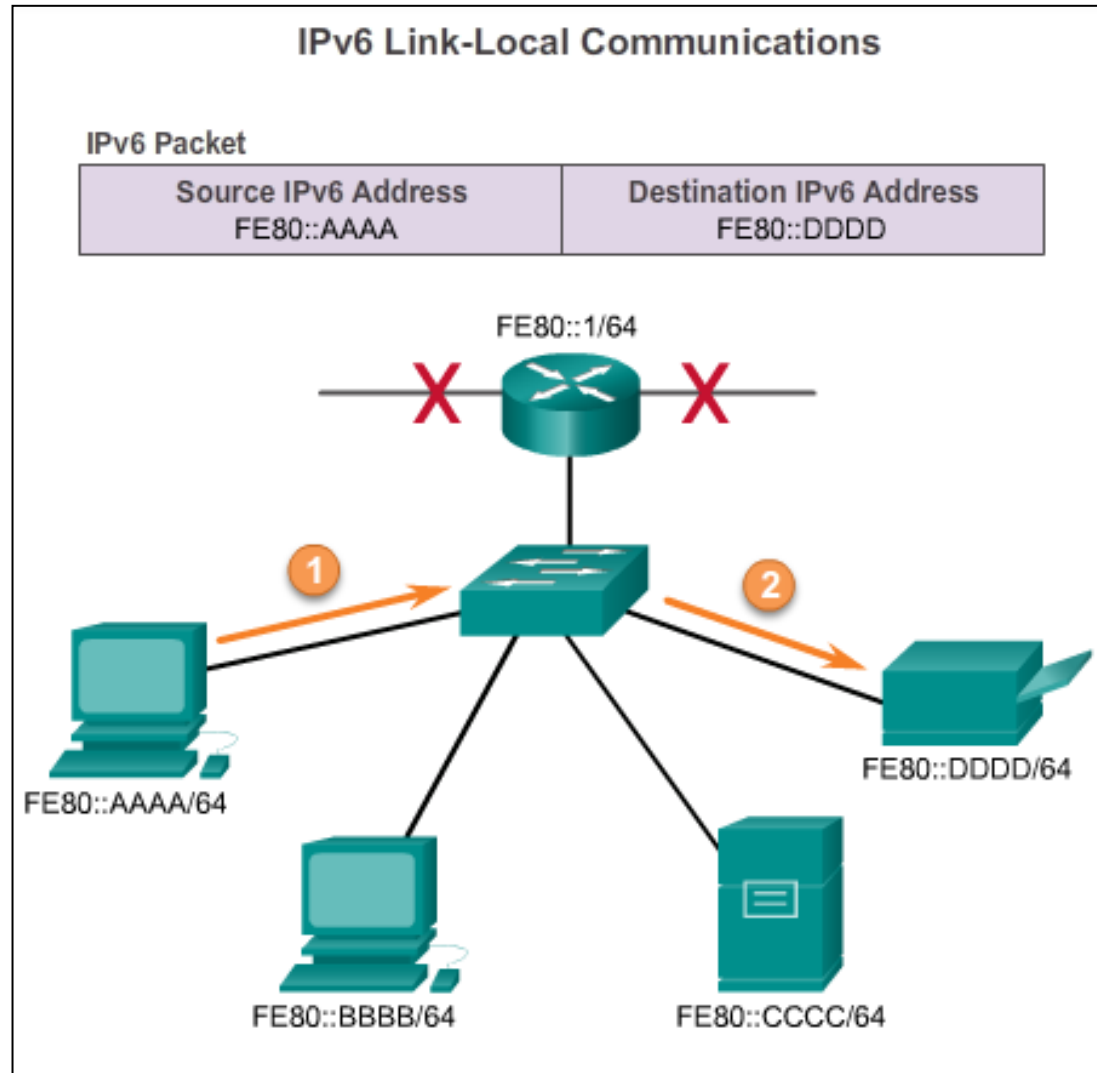 IPv6 Link-Local Communications
IPv6 Packet
Source IPv6 Address
FE80::AAAA
Destination IPv6 Address
FE80::DDDD
FE80::1/64
X
X
1
2
FE80::AAAA/64
FE80::DDDD/64
FE80::BBBB/64
FE80::CCCC/64